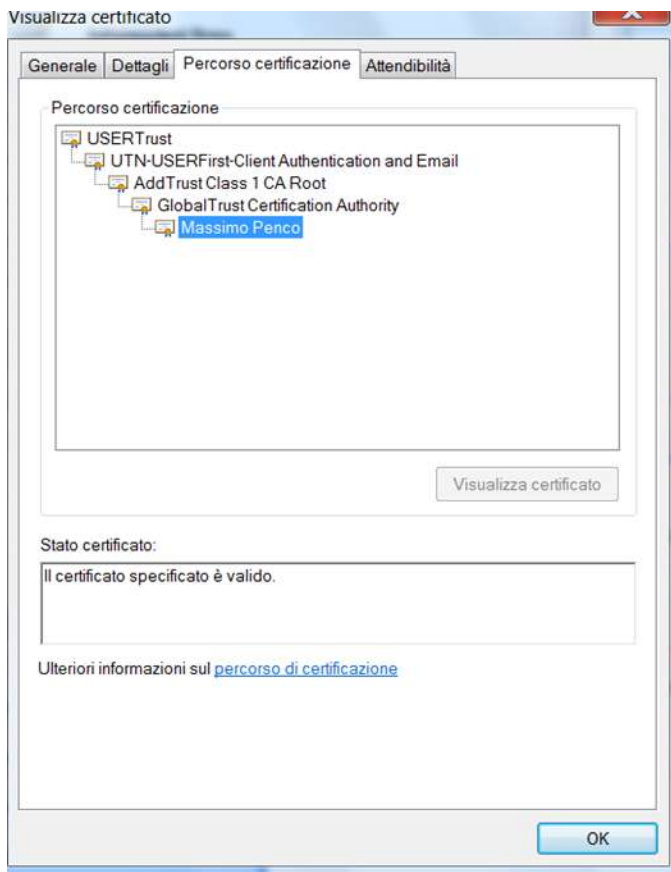 Visualizza certificato
Generale Dettagli Percorso certificazione Attendibilità
Percorso certificazione
USERTrust
UTN-USERFirst-Client Authentication and Email
AddTrust Class 1 CA Root
GlobalTrust Certification Authority
Massimo Penco
Visualizza certificato
Stato certificato:
Il certificato specificato è valido.
Ulteriori informazioni sul percorso di certificazione
OK